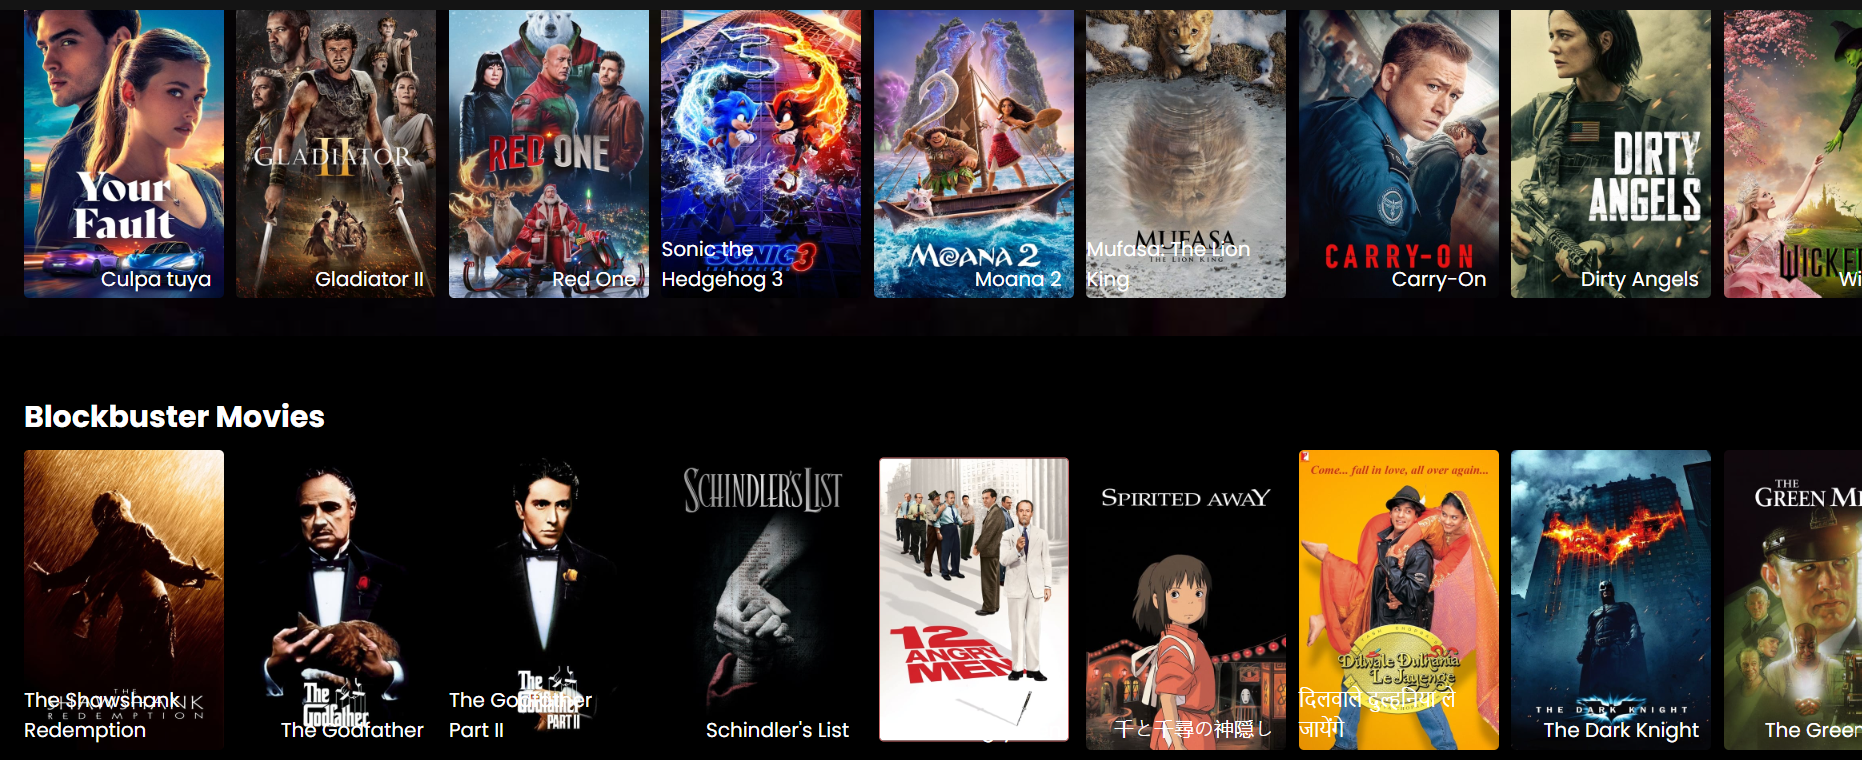 Your
Fault
Culpa tuya
GLADIATOR
II
Gladiator II
RED ONE
Red One
SONIC 3
Sonic the
Hedgehog 3
MOANA 2
Moana 2
MUFASA
THE LION KING
Mufasa: The Lion
King
CARRY-ON
Carry-On
DIRTY
ANGELS
Dirty Angels
WICKE
Wi
Blockbuster Movies
THE
SHAWSHANK
REDEMPTION
The Shawshank
Redemption
The
Godfather
The Godfather
The
Godfather
PART II
The Godfather
Part II
SCHINDLER'S LIST
Schindler's List
12
ANGRY
MEN
SPIRITED AWAY
千と千尋の神隠し
Come... fall in love, all over again...
Dilwale Dulhania
Le Jayenge
दिलवाले दुल्हनिया ले
जायेंगे
THE DARK KNIGHT
The Dark Knight
THE
GREEN MI
The Green